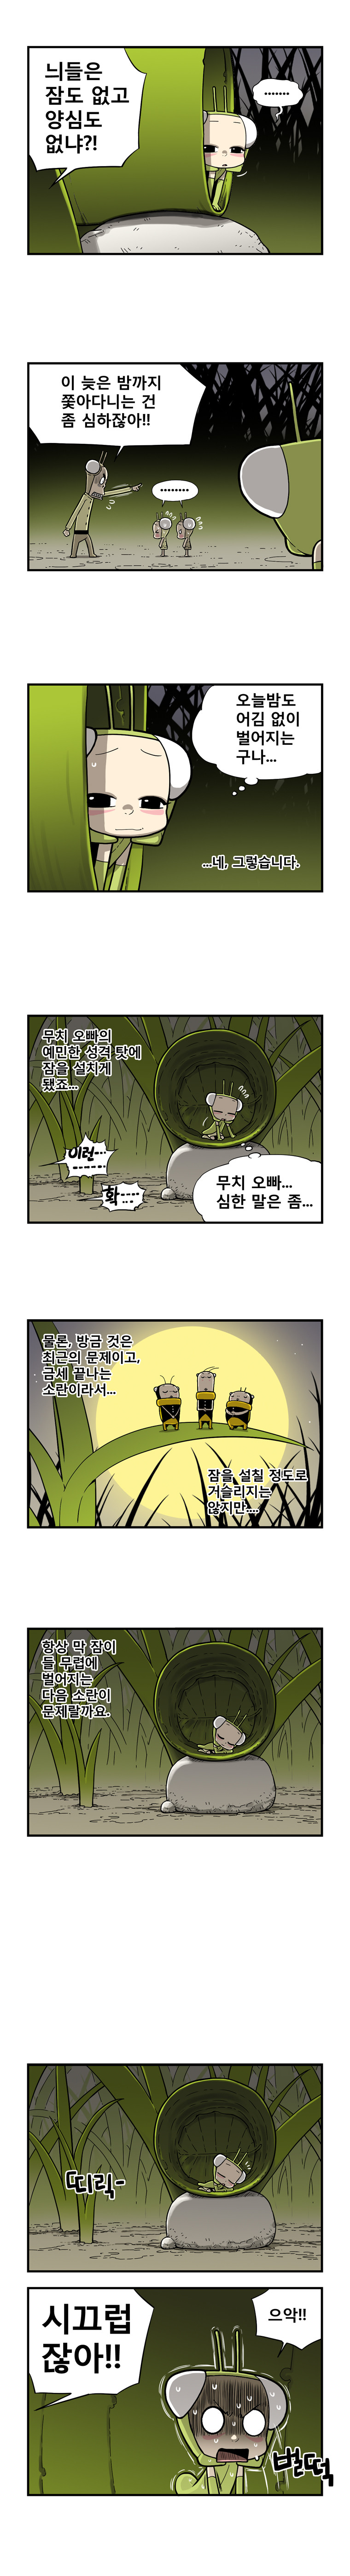 늬들은
잠도 없고
양심도
없냐?!
.......
이 늦은 밤까지
쫓아다니는 건
좀 심하잖아!!
........
오늘밤도
어김 없이
벌어지는
구나...
...네, 그렇습니다.
무치 오빠의
예민한 성격 탓에
잠을 설치게
됐죠...
이런...
확....
무치 오빠...
심한 말은 좀...
물론, 방금 것은
최근의 문제이고,
금세 끝나는
소란이라서...
잠을 설칠 정도로
거슬리지는
않지만....
항상 막 잠이
들 무렵에
벌어지는
다음 소란이
문제랄까요.
띠릭-
시끄럽
잖아!!
으악!!
벌떡